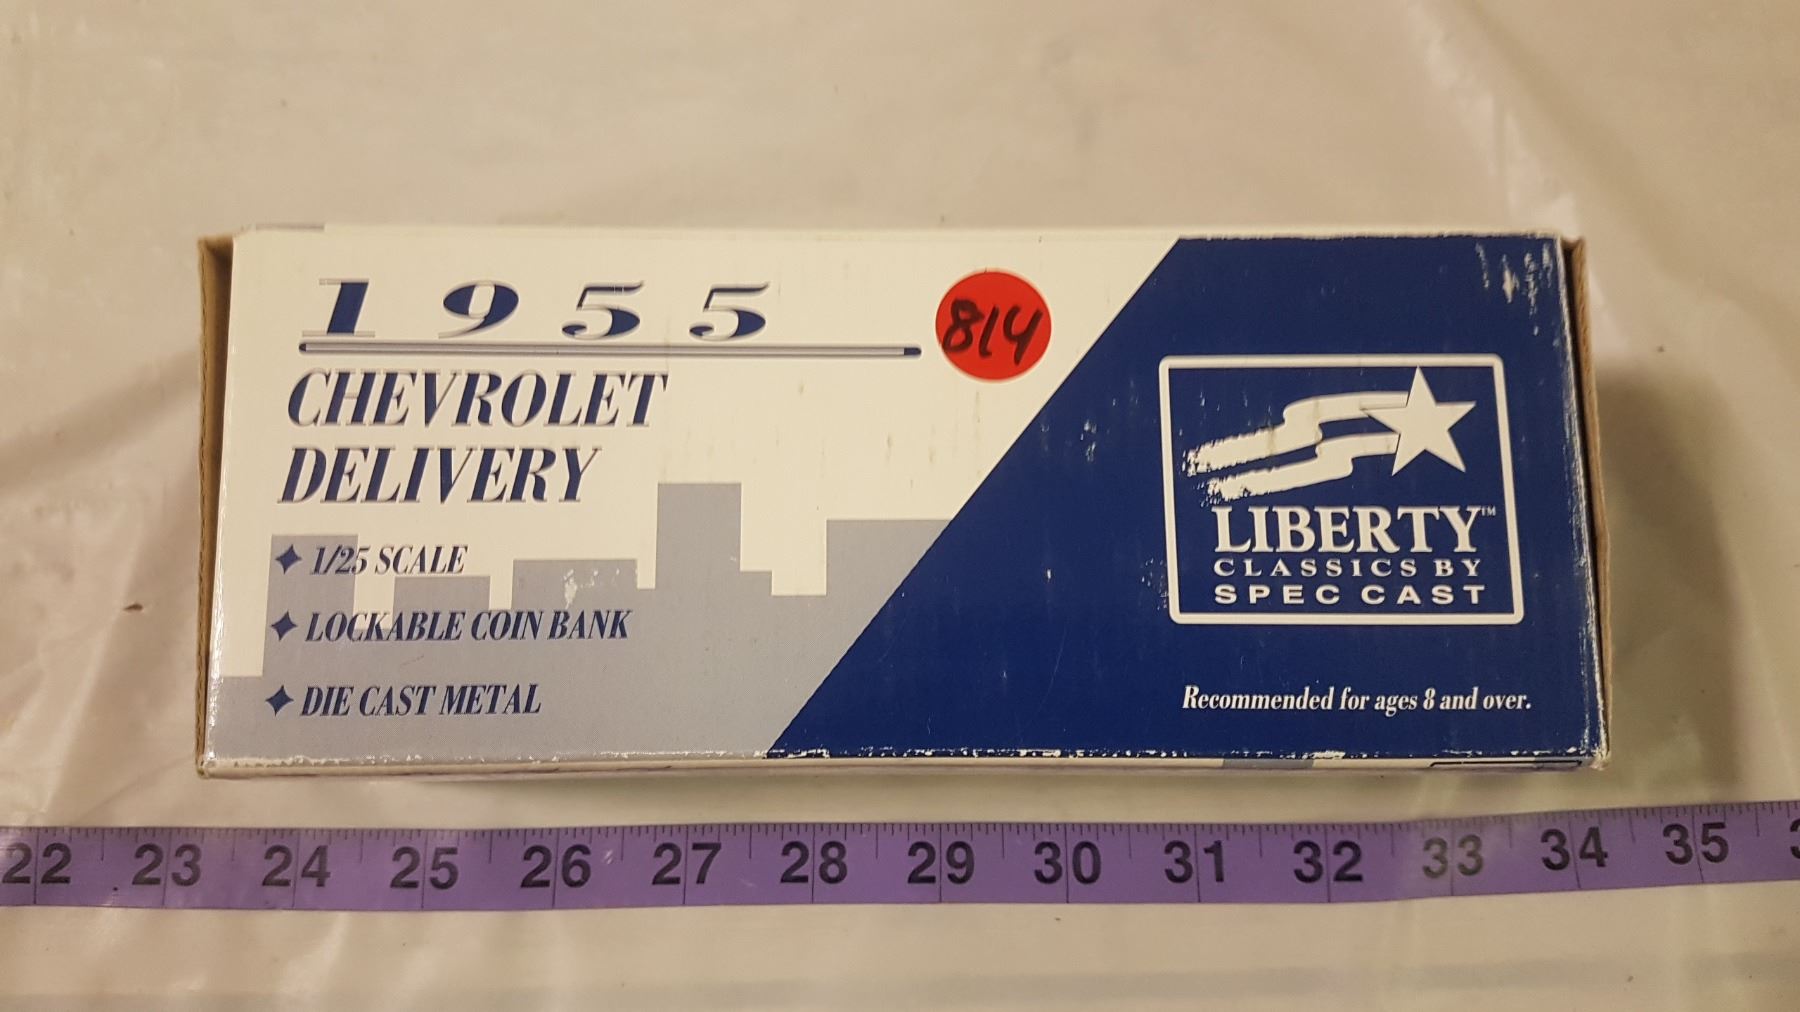 1955
814
CHEVROLET
DELIVERY
✦ 1/25 SCALE
✦ LOCKABLE COIN BANK
✦ DIE CAST METAL
LIBERTY™
CLASSICS BY
SPEC CAST
Recommended for ages 8 and over.
22 23 24 25 26 27 28 29 30 31 32 33 34 35